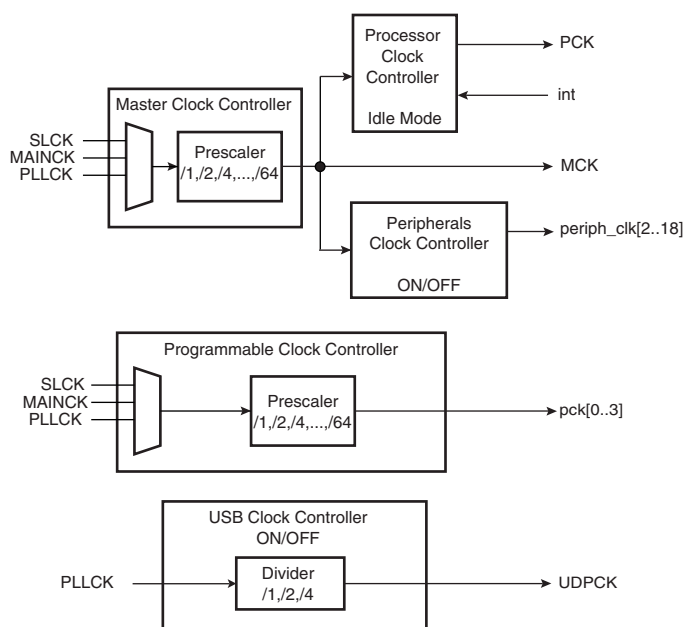 Processor
Clock
Controller
Idle Mode
PCK
int
Master Clock Controller
SLCK
MAINCK
PLLCK
Prescaler
/1,/2,/4,...,/64
MCK
Peripherals
Clock Controller
ON/OFF
periph_clk[2..18]
Programmable Clock Controller
SLCK
MAINCK
PLLCK
Prescaler
/1,/2,/4,...,/64
pck[0..3]
USB Clock Controller
ON/OFF
PLLCK
Divider
/1,/2,/4
UDPCK